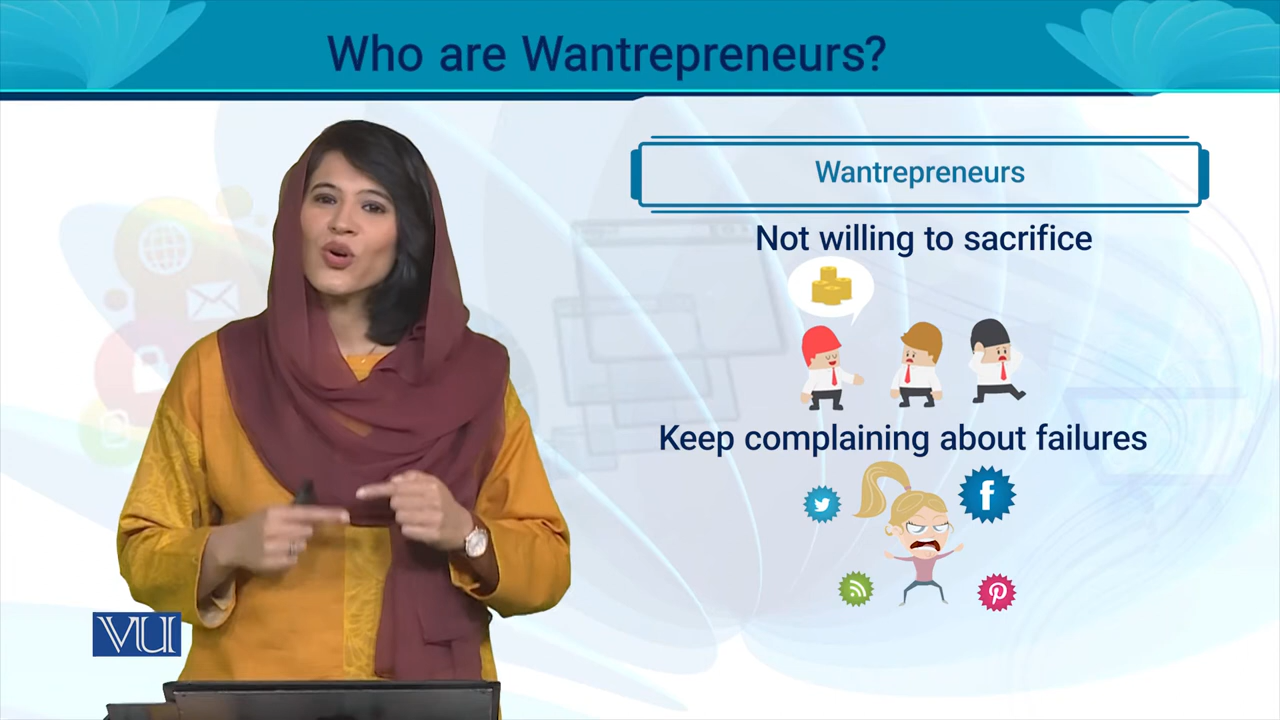 Who are Wantrepreneurs?
Wantrepreneurs
Not willing to sacrifice
Keep complaining about failures
VU